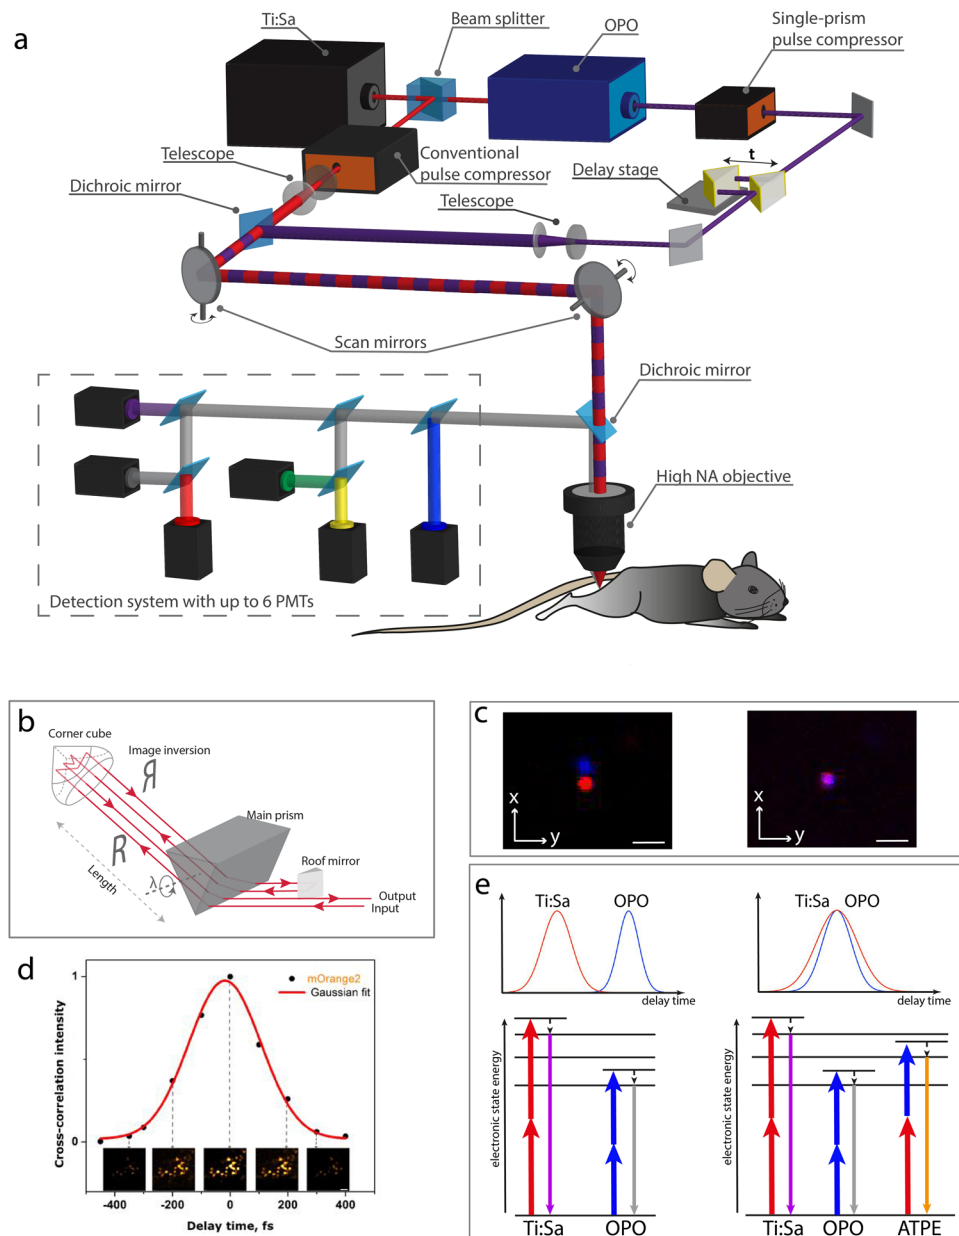 a
Ti:Sa
Beam splitter
OPO
Single-prism
pulse compressor
Telescope
Conventional
pulse compressor
Dichroic mirror
Telescope
t
Delay stage
Scan mirrors
Dichroic mirror
High NA objective
Detection system with up to 6 PMTs
b
Corner cube
Image inversion
R
Main prism
R
Roof mirror
Length
λ
Output
Input
c
x
y
x
y
d
Cross-correlation intensity
1
0
mOrange2
Gaussian fit
-400
-200
0
200
400
Delay time, fs
e
Ti:Sa
OPO
delay time
Ti:Sa OPO
delay time
electronic state energy
Ti:Sa
OPO
electronic state energy
Ti:Sa
OPO
ATPE